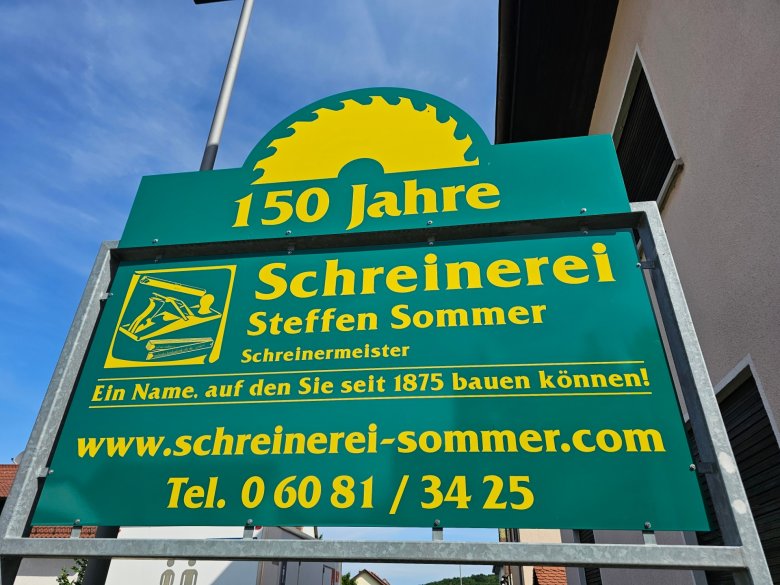 150 Jahre
Schreinerei
Steffen Sommer
Schreinermeister
Ein Name, auf den Sie seit 1875 bauen können!
www.schreinerei-sommer.com
Tel. 0 60 81 / 34 25